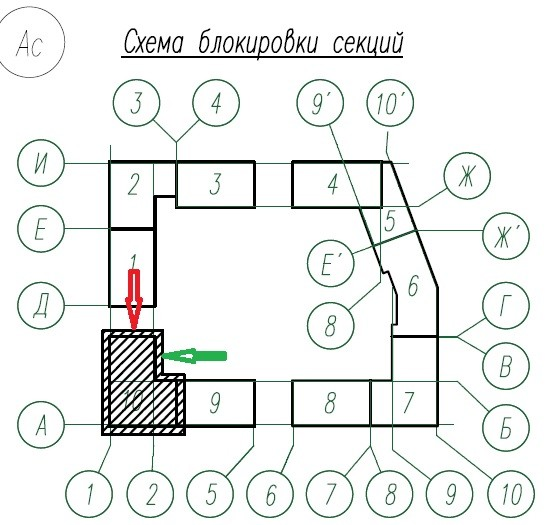 Ас
Схема блокировки секций
3 4 9′ 10′
И 2 3 4 Ж
Е 5 Ж′
1 Е′ 6
Д 8 Г
В
10 9 8 7
А Б
1 2 5 6 7 8 9 10